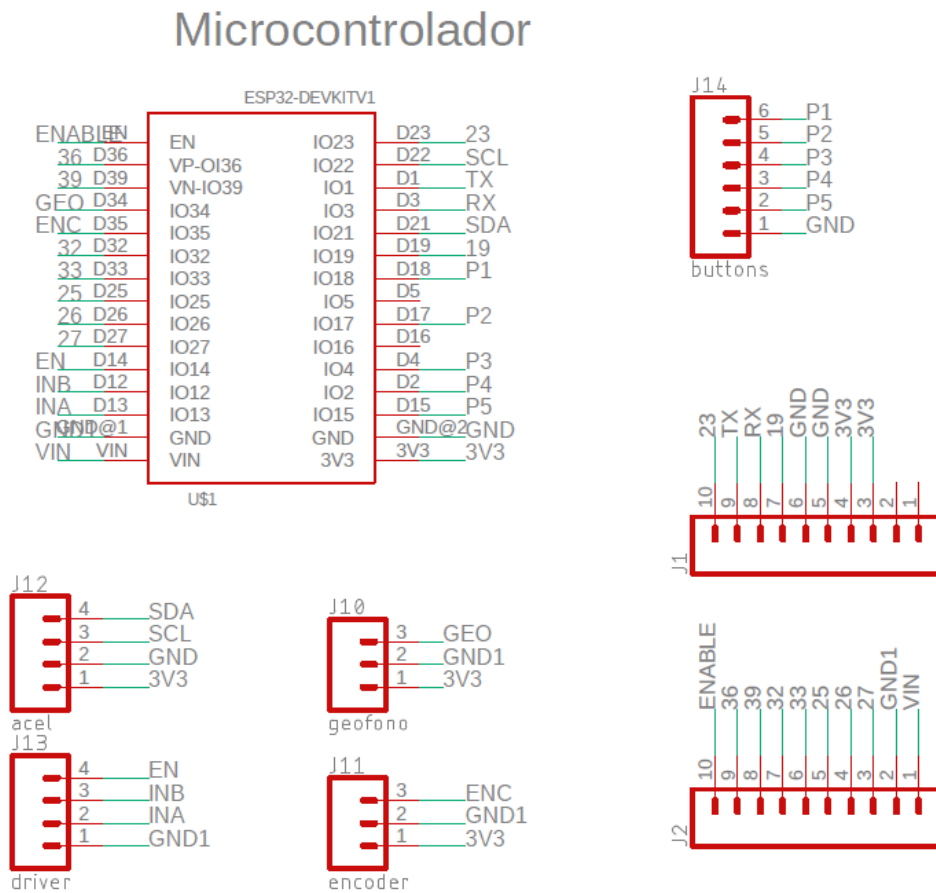 Microcontrolador
ESP32-DEVKITV1
ENABLE EN EN IO23 D23 23
36 D36 VP-OI36 IO22 D22 SCL
39 D39 VN-IO39 IO1 D1 TX
GEO D34 IO34 IO3 D3 RX
ENC D35 IO35 IO21 D21 SDA
32 D32 IO32 IO19 D19 19
33 D33 IO33 IO18 D18 P1
25 D25 IO25 IO5 D5
26 D26 IO26 IO17 D17 P2
27 D27 IO27 IO16 D16
EN D14 IO14 IO4 D4 P3
INB D12 IO12 IO2 D2 P4
INA D13 IO13 IO15 D15 P5
GND1 GND@1 GND GND GND@2 GND
VIN VIN VIN 3V3 3V3 3V3
U$1
J14
6 P1
5 P2
4 P3
3 P4
2 P5
1 GND
buttons
23 TX RX 19 GND GND 3V3 3V3
10 9 8 7 6 5 4 3 2 1
J1
J12
4 SDA
3 SCL
2 GND
1 3V3
acel
J10
3 GEO
2 GND1
1 3V3
geofono
J13
4 EN
3 INB
2 INA
1 GND1
driver
J11
3 ENC
2 GND1
1 3V3
encoder
ENABLE 36 39 32 33 25 26 27 GND1 VIN
10 9 8 7 6 5 4 3 2 1
J2